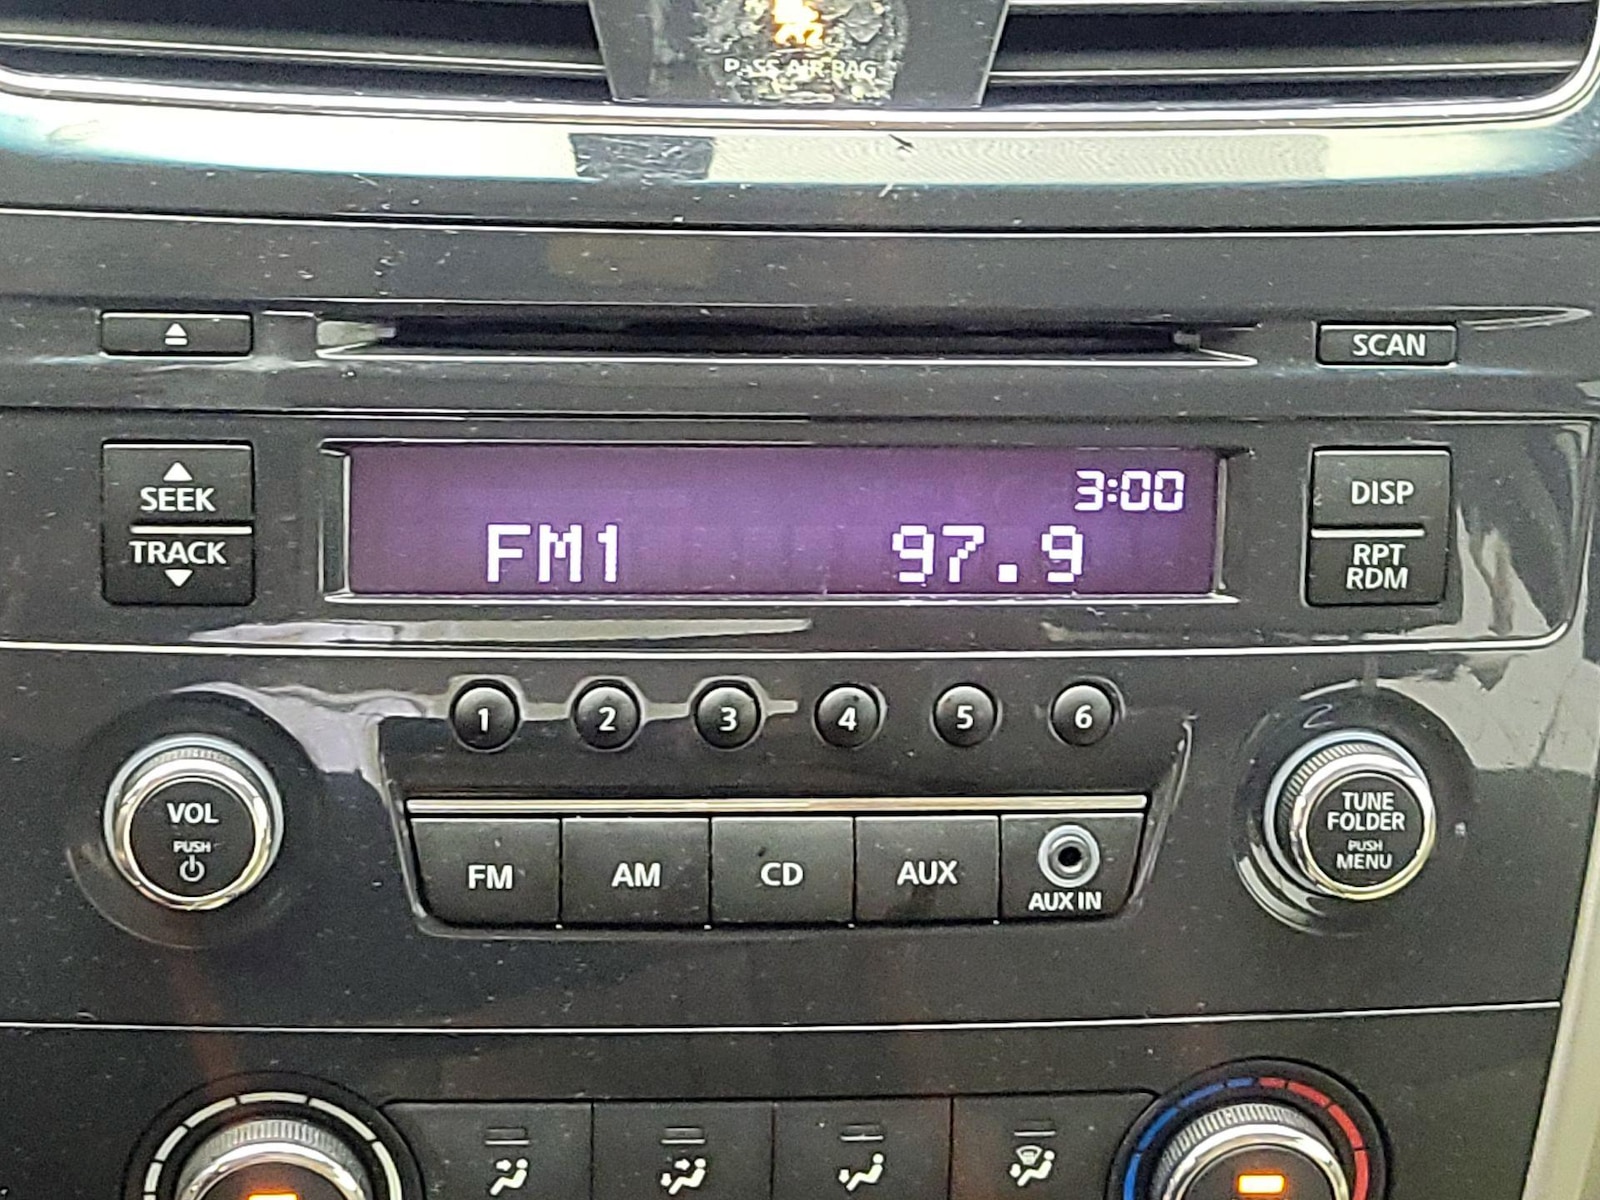 PASS AIR BAG
SCAN
SEEK
TRACK
3:00
FM1 97.9
DISP
RPT
RDM
1 2 3 4 5 6
VOL
PUSH
TUNE
FOLDER
PUSH
MENU
FM AM CD AUX AUX IN